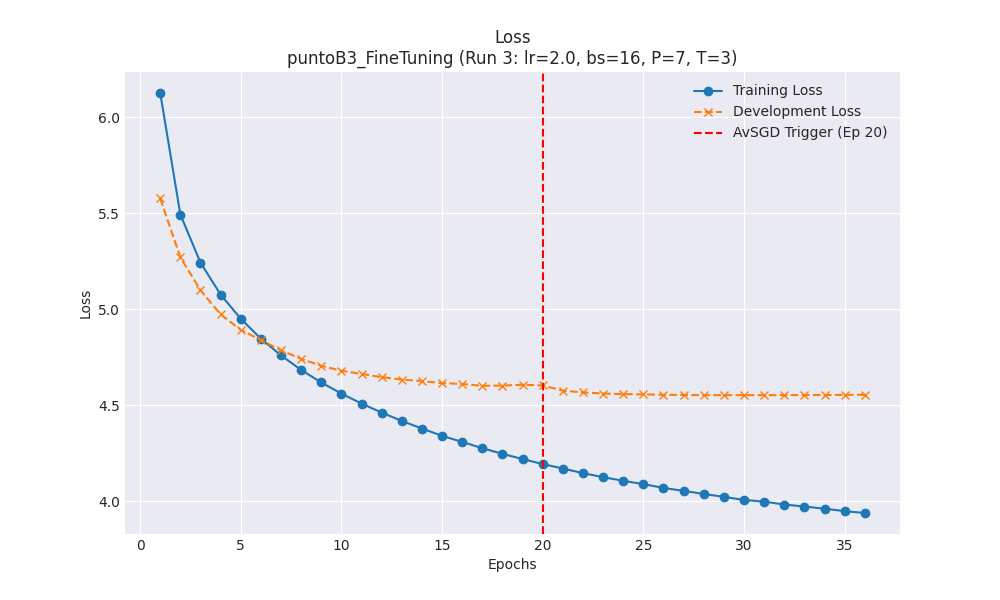 Loss
puntoB3_FineTuning (Run 3: lr=2.0, bs=16, P=7, T=3)
Training Loss
Development Loss
AvSGD Trigger (Ep 20)
6.0
5.5
5.0
4.5
4.0
Loss
0 5 10 15 20 25 30 35
Epochs